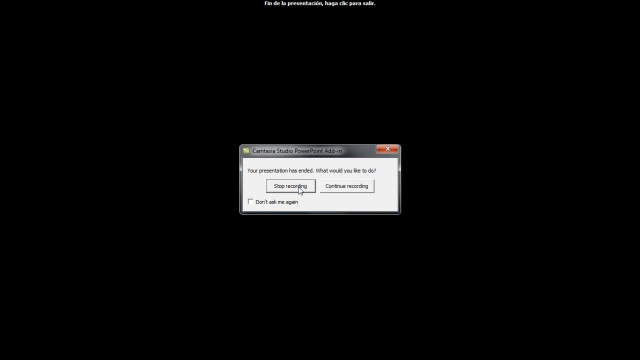 Fin de la presentación, haga clic para salir.
Camtasia Studio PowerPoint Add-in
Your presentation has ended. What would you like to do?
Stop recording
Continue recording
Don't ask me again